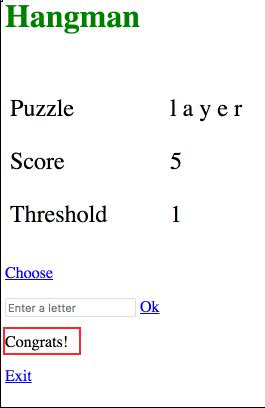 Hangman
Puzzle l a y e r
Score 5
Threshold 1
Choose
Enter a letter Ok
Congrats!
Exit